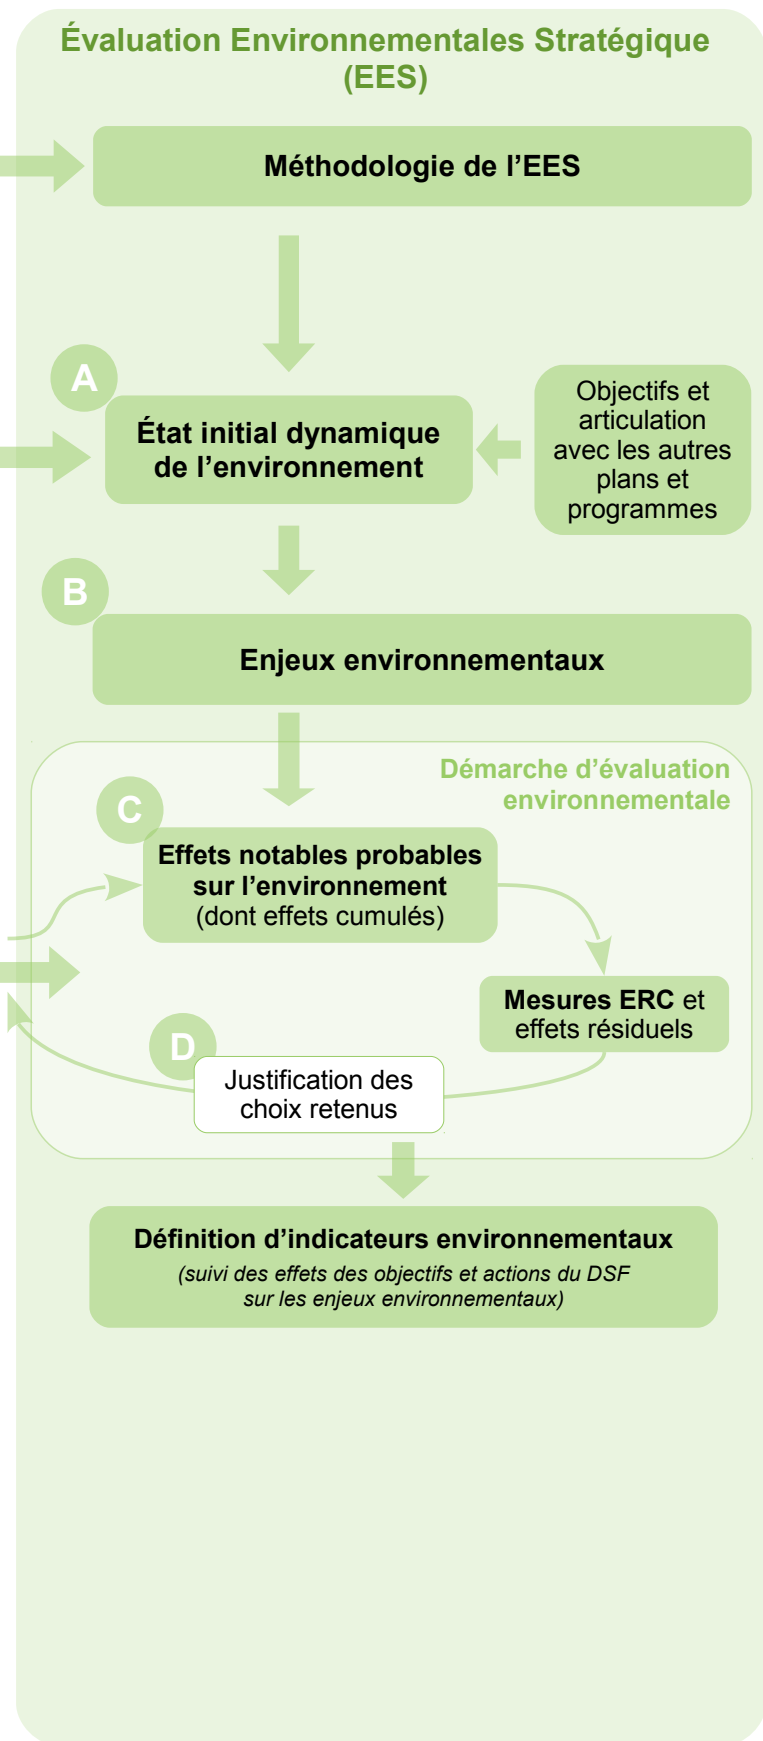 Évaluation Environnementales Stratégique
(EES)
Méthodologie de l’EES
A
État initial dynamique
de l’environnement
Objectifs et
articulation
avec les autres
plans et
programmes
B
Enjeux environnementaux
Démarche d’évaluation
environnementale
C
Effets notables probables
sur l’environnement
(dont effets cumulés)
Mesures ERC et
effets résiduels
D
Justification des
choix retenus
Définition d’indicateurs environnementaux
(suivi des effets des objectifs et actions du DSF
sur les enjeux environnementaux)